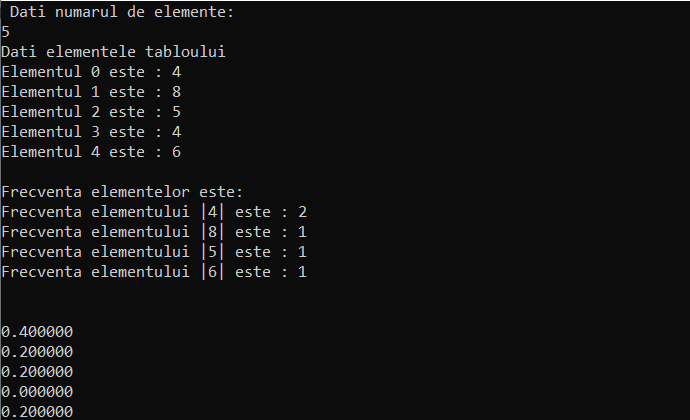 Dati numarul de elemente:
5
Dati elementele tabloului
Elementul 0 este : 4
Elementul 1 este : 8
Elementul 2 este : 5
Elementul 3 este : 4
Elementul 4 este : 6
Frecventa elementelor este:
Frecventa elementului |4| este : 2
Frecventa elementului |8| este : 1
Frecventa elementului |5| este : 1
Frecventa elementului |6| este : 1
0.400000
0.200000
0.200000
0.000000
0.200000